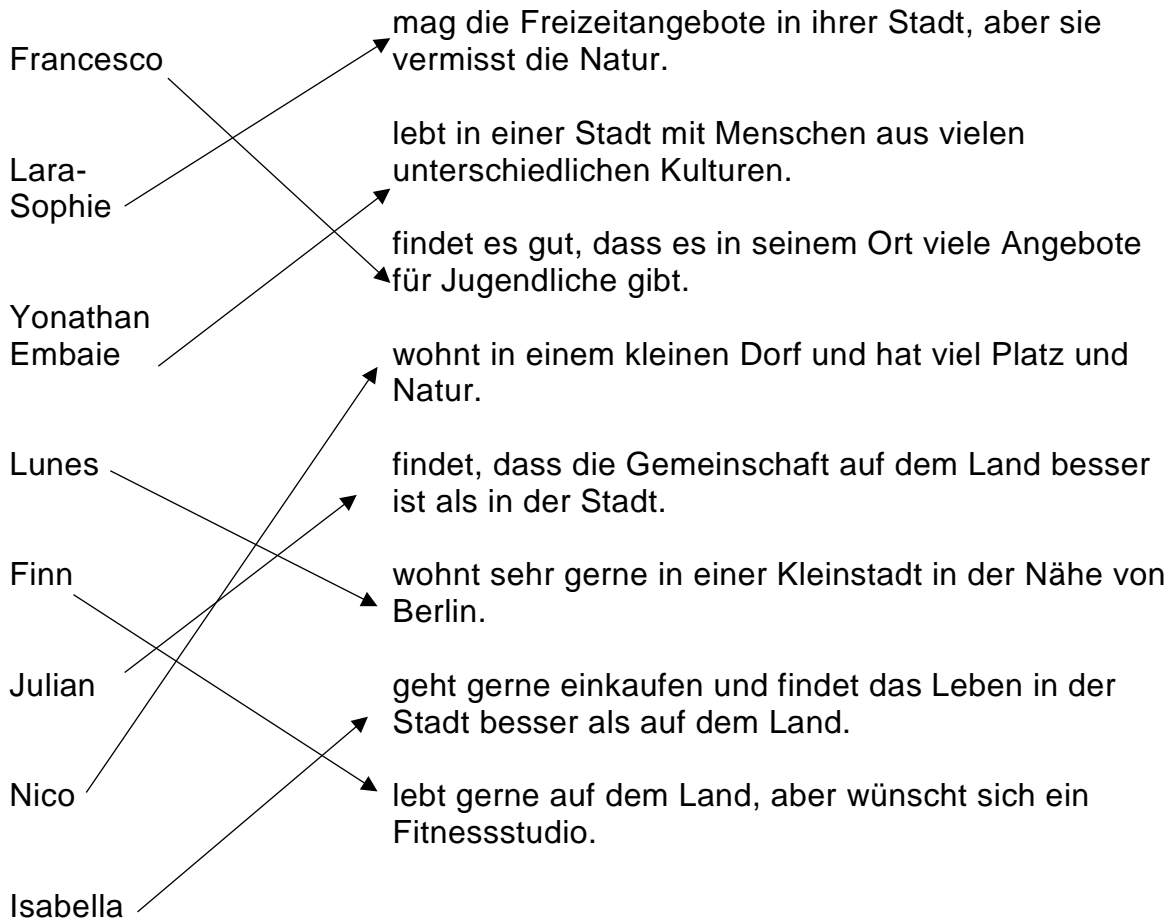 Francesco
mag die Freizeitangebote in ihrer Stadt, aber sie
vermisst die Natur.
Lara-
Sophie
lebt in einer Stadt mit Menschen aus vielen
unterschiedlichen Kulturen.
Yonathan
Embaie
findet es gut, dass es in seinem Ort viele Angebote
für Jugendliche gibt.
wohnt in einem kleinen Dorf und hat viel Platz und
Natur.
Lunes
findet, dass die Gemeinschaft auf dem Land besser
ist als in der Stadt.
Finn
wohnt sehr gerne in einer Kleinstadt in der Nähe von
Berlin.
Julian
geht gerne einkaufen und findet das Leben in der
Stadt besser als auf dem Land.
Nico
lebt gerne auf dem Land, aber wünscht sich ein
Fitnessstudio.
Isabella